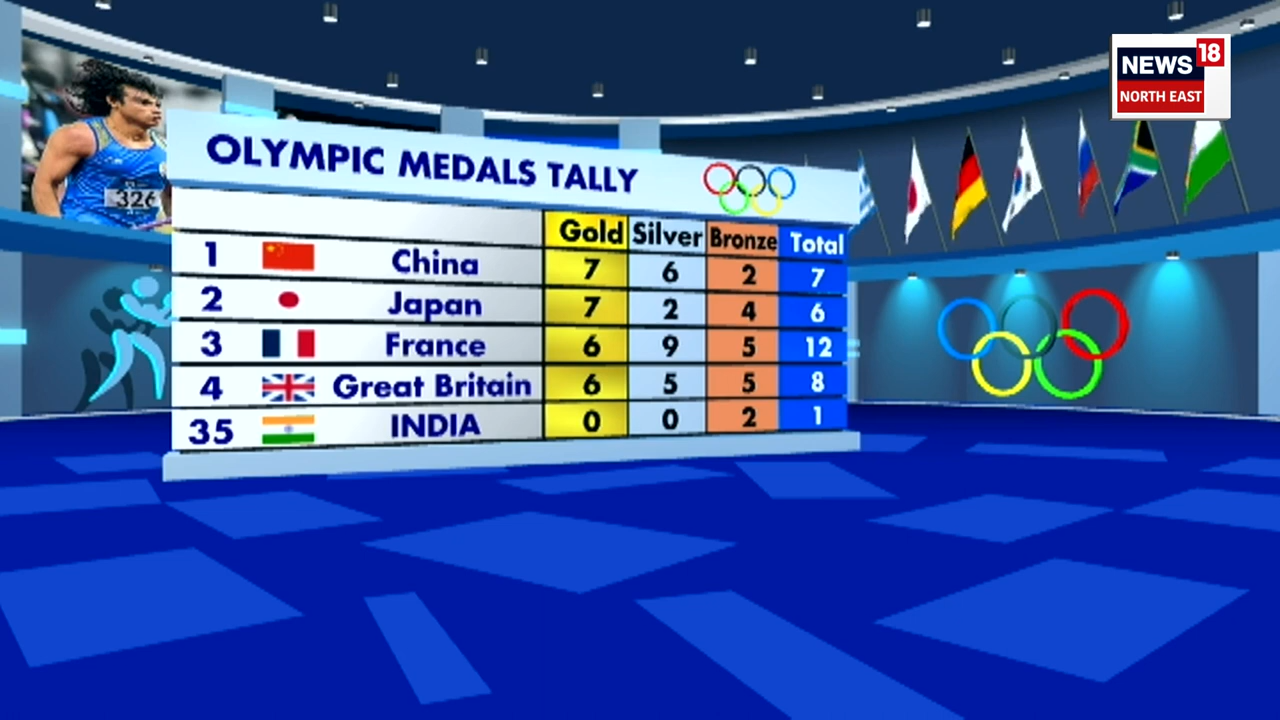 NEWS 18
NORTH EAST
326
OLYMPIC MEDALS TALLY
Gold Silver Bronze Total
1 China 7 6 2 7
2 Japan 7 2 4 6
3 France 6 9 5 12
4 Great Britain 6 5 5 8
35 INDIA 0 0 2 1